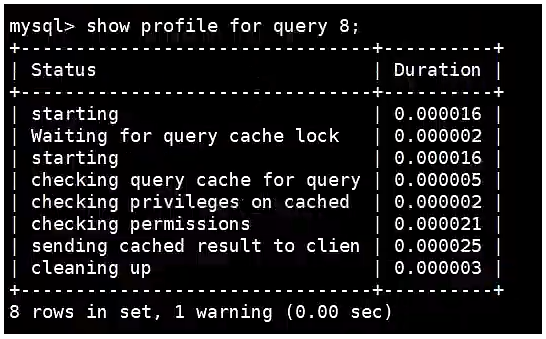 mysql> show profile for query 8;
+--------------------------------+----------+
| Status                         | Duration |
+--------------------------------+----------+
| starting                       | 0.000016 |
| Waiting for query cache lock   | 0.000002 |
| starting                       | 0.000016 |
| checking query cache for query | 0.000005 |
| checking privileges on cached  | 0.000002 |
| checking permissions           | 0.000021 |
| sending cached result to clien | 0.000025 |
| cleaning up                    | 0.000003 |
+--------------------------------+----------+
8 rows in set, 1 warning (0.00 sec)